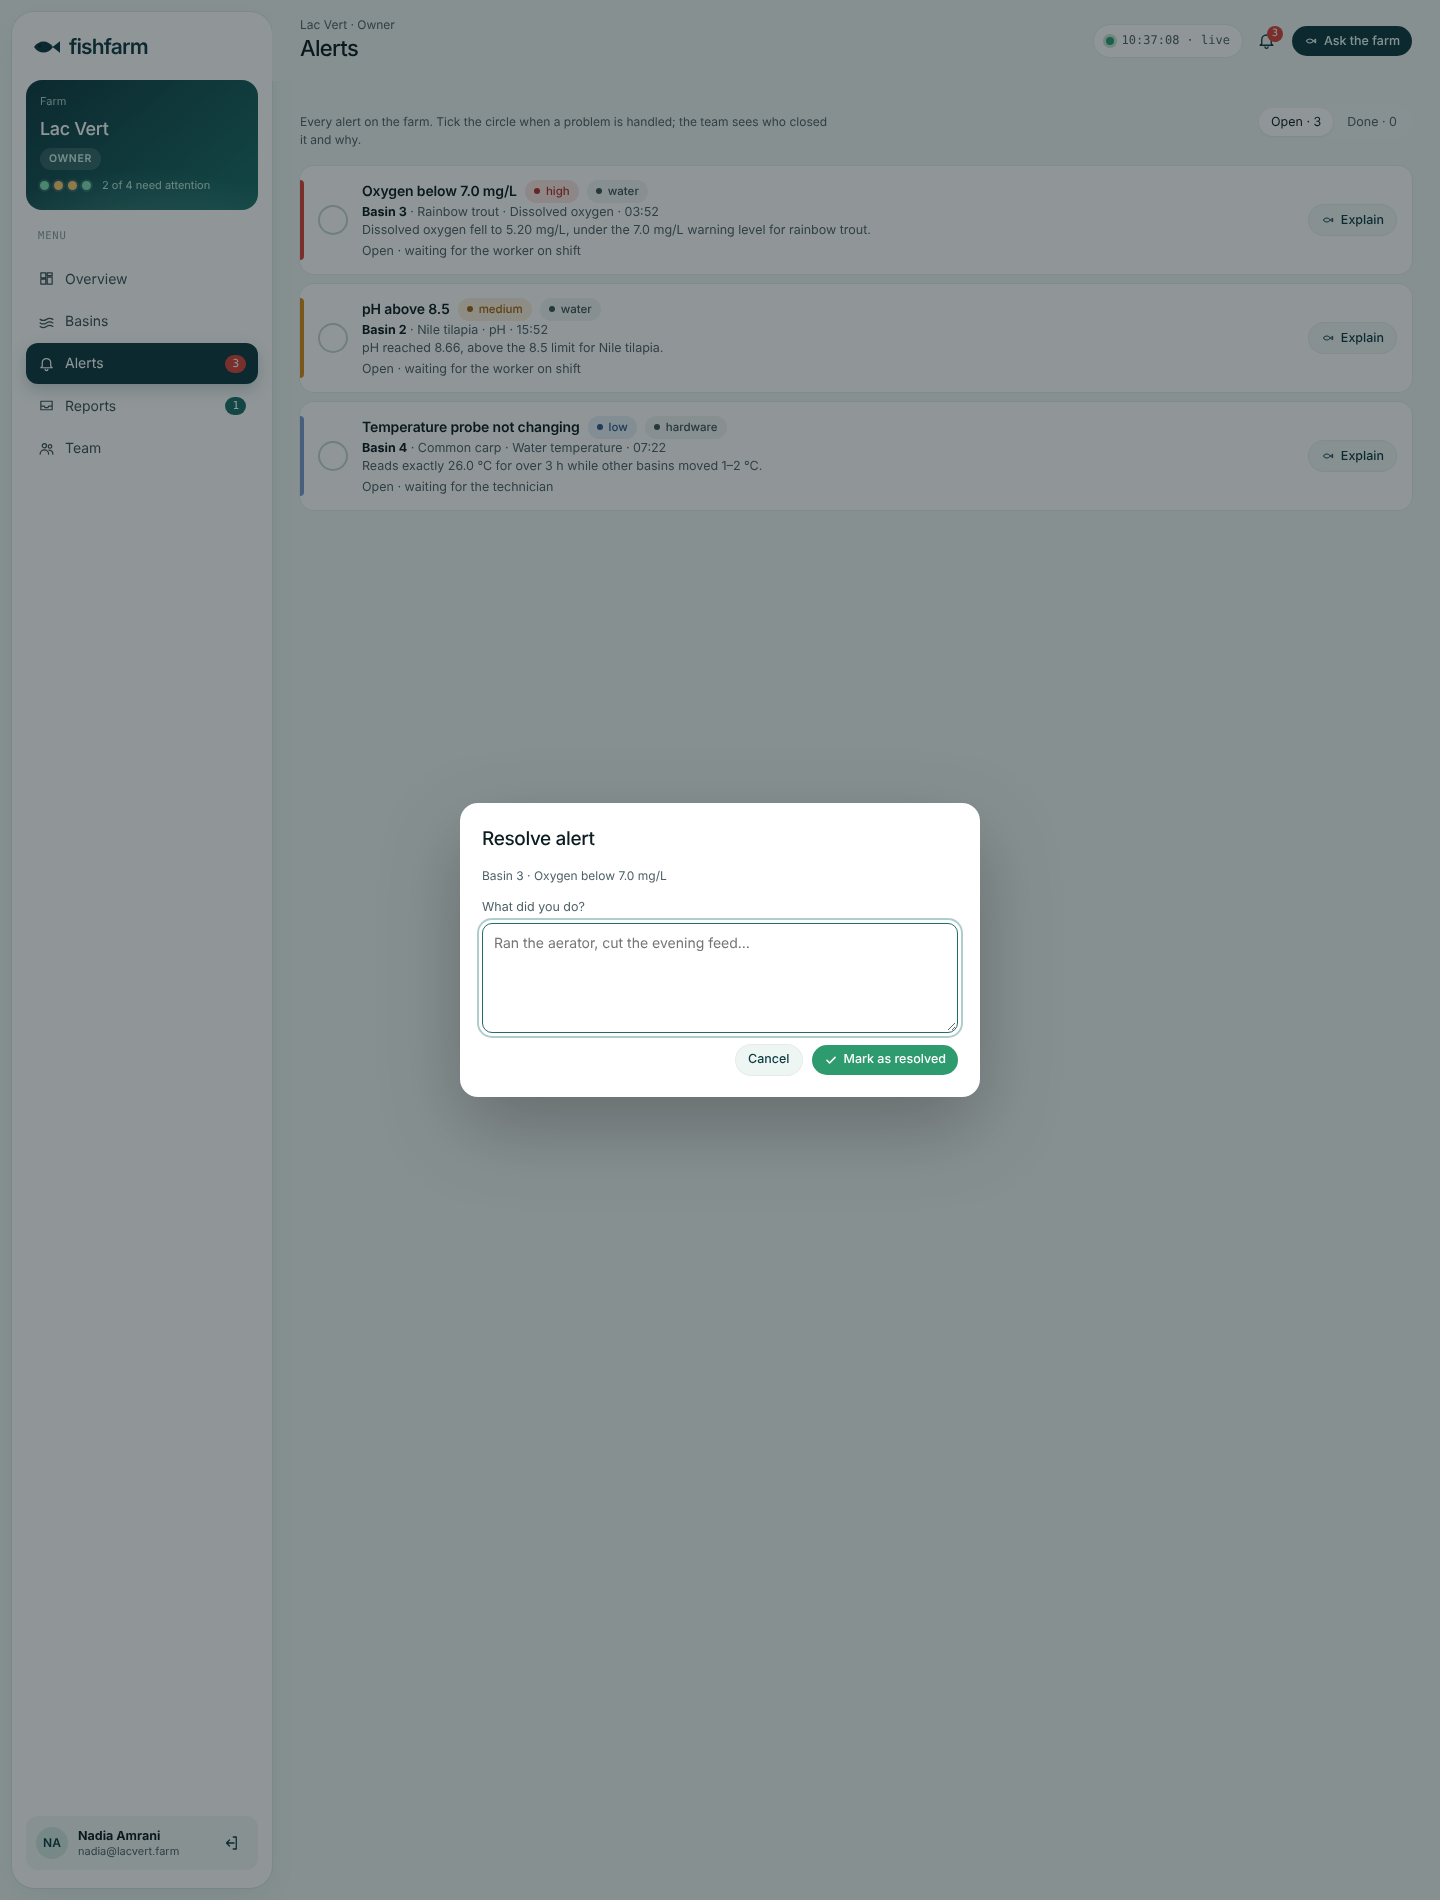 fishfarm
Farm
Lac Vert
OWNER
2 of 4 need attention
MENU
Overview
Basins
Alerts 3
Reports 1
Team
NA
Nadia Amrani
nadia@lacvert.farm
Lac Vert · Owner
Alerts
10:37:08 · live
3
Ask the farm
Every alert on the farm. Tick the circle when a problem is handled; the team sees who closed
it and why.
Open · 3 Done · 0
Oxygen below 7.0 mg/L high water
Basin 3 · Rainbow trout · Dissolved oxygen · 03:52
Dissolved oxygen fell to 5.20 mg/L, under the 7.0 mg/L warning level for rainbow trout.
Open · waiting for the worker on shift
Explain
pH above 8.5 medium water
Basin 2 · Nile tilapia · pH · 15:52
pH reached 8.66, above the 8.5 limit for Nile tilapia.
Open · waiting for the worker on shift
Explain
Temperature probe not changing low hardware
Basin 4 · Common carp · Water temperature · 07:22
Reads exactly 26.0 °C for over 3 h while other basins moved 1–2 °C.
Open · waiting for the technician
Explain
Resolve alert
Basin 3 · Oxygen below 7.0 mg/L
What did you do?
Ran the aerator, cut the evening feed...
Cancel Mark as resolved